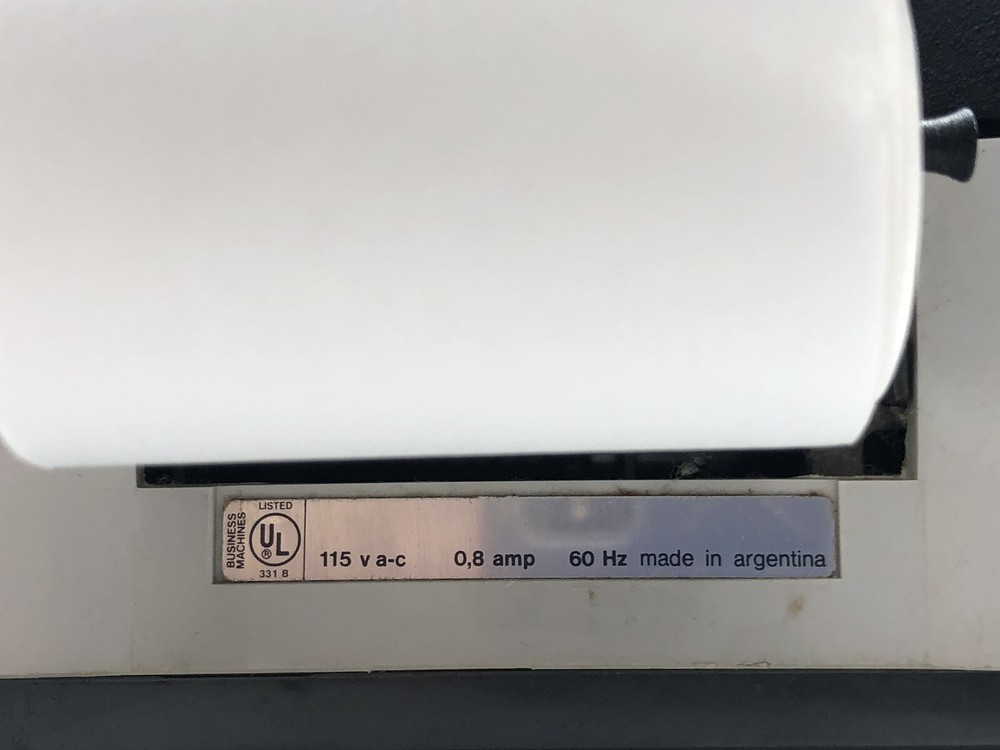 BUSINESS
MACHINES
LISTED
UL
®
331 B
115 v a-c 0,8 amp 60 Hz made in argentina